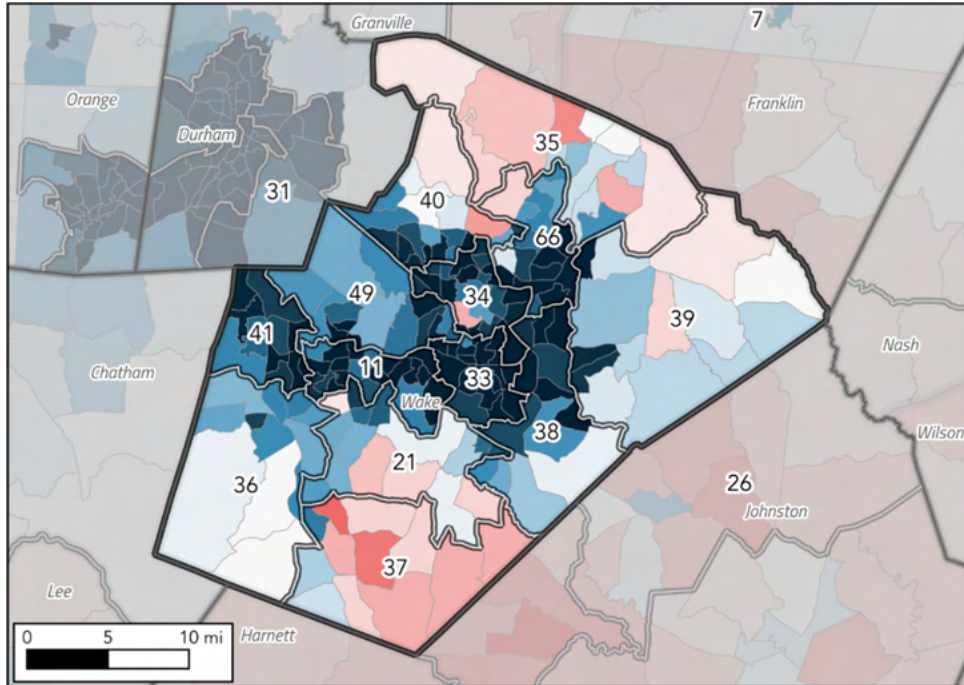 Granville
7
Orange
Franklin
Durham
35
31
40
66
49
34
39
41
11
33
Nash
Chatham
Wake
38
Wilson
21
36
26
Johnston
37
Lee
0 5 10 mi
Harnett